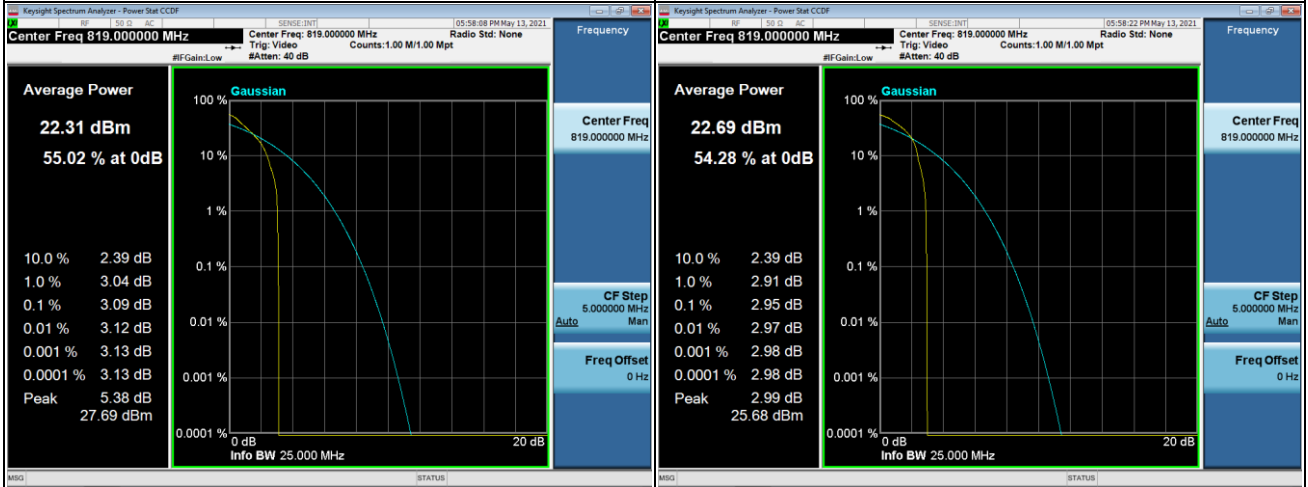 Keysight Spectrum Analyzer - Power Stat CCDF
RF 50 Ω AC SENSE:INT 05:58:08 PM May 13, 2021
Center Freq 819.000000 MHz
Center Freq: 819.000000 MHz Radio Std: None
Trig: Video Counts:1.00 M/1.00 Mpt
#IFGain:Low #Atten: 40 dB
Frequency
Average Power
22.31 dBm
55.02 % at 0dB
10.0 % 2.39 dB
1.0 % 3.04 dB
0.1 % 3.09 dB
0.01 % 3.12 dB
0.001 % 3.13 dB
0.0001 % 3.13 dB
Peak 5.38 dB
27.69 dBm
Gaussian
100 %
10 %
1 %
0.1 %
0.01 %
0.001 %
0.0001 %
0 dB 20 dB
Info BW 25.000 MHz
Center Freq
819.000000 MHz
CF Step
5.000000 MHz
Auto Man
Freq Offset
0 Hz
MSG STATUS
Keysight Spectrum Analyzer - Power Stat CCDF
RF 50 Ω AC SENSE:INT 05:58:22 PM May 13, 2021
Center Freq 819.000000 MHz
Center Freq: 819.000000 MHz Radio Std: None
Trig: Video Counts:1.00 M/1.00 Mpt
#IFGain:Low #Atten: 40 dB
Frequency
Average Power
22.69 dBm
54.28 % at 0dB
10.0 % 2.39 dB
1.0 % 2.91 dB
0.1 % 2.95 dB
0.01 % 2.97 dB
0.001 % 2.98 dB
0.0001 % 2.98 dB
Peak 2.99 dB
25.68 dBm
Gaussian
100 %
10 %
1 %
0.1 %
0.01 %
0.001 %
0.0001 %
0 dB 20 dB
Info BW 25.000 MHz
Center Freq
819.000000 MHz
CF Step
5.000000 MHz
Auto Man
Freq Offset
0 Hz
MSG STATUS